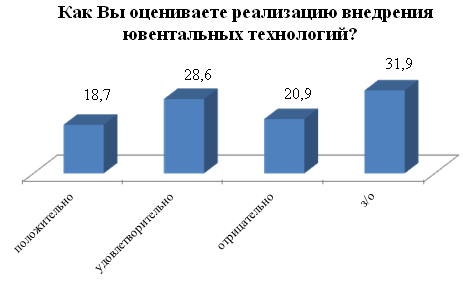 Как Вы оцениваете реализацию внедрения
ювентальных технологий?
18,7
28,6
20,9
31,9
положительно
удовлетворительно
отрицательно
з/о